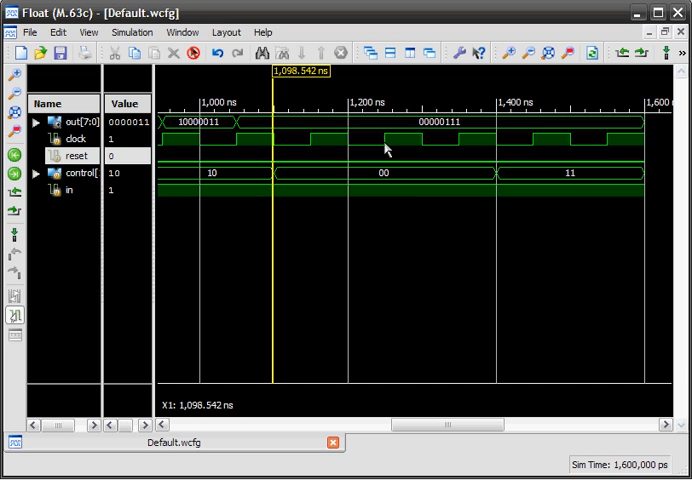 Float (M.63c) - [Default.wcfg]
File Edit View Simulation Window Layout Help
»
1,098.542 ns
Name Value
1,000 ns 1,200 ns 1,400 ns 1,600
out[7:0] 0000011 10000011 00000111
clock 1
reset 0
control[ 10 10 00 11
in 1
X1: 1,098.542 ns
Default.wcfg
Sim Time: 1,600,000 ps